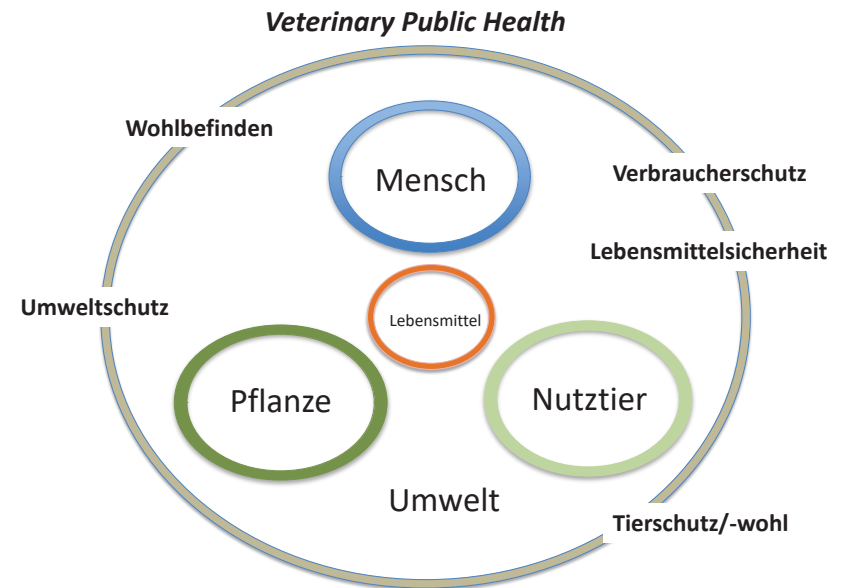 Veterinary Public Health
Wohlbefinden
Mensch
Verbraucherschutz
Lebensmittelsicherheit
Umweltschutz
Lebensmittel
Pflanze
Nutztier
Umwelt
Tierschutz/-wohl